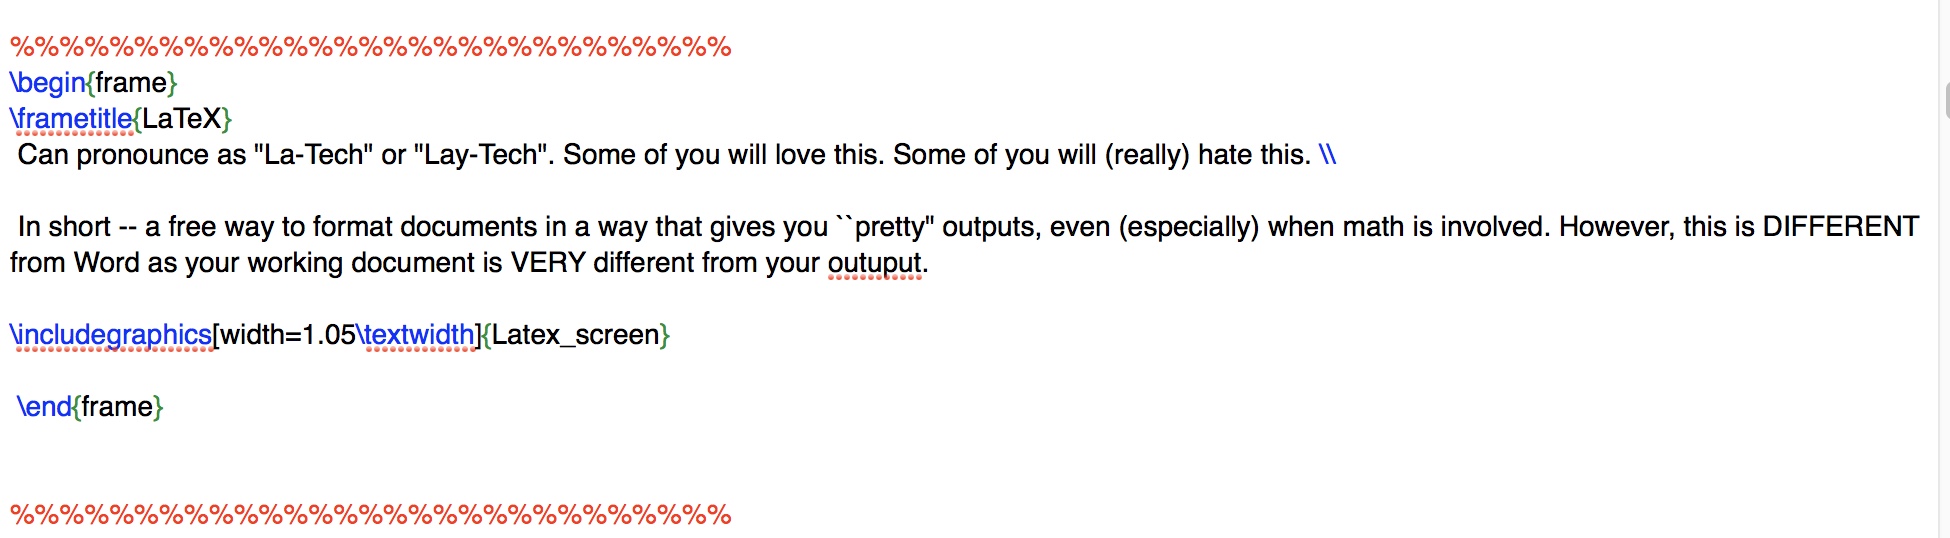 %%%%%%%%%%%%%%%%%%%%%%%%%%%%%
\begin{frame}
\frametitle{LaTeX}
Can pronounce as "La-Tech" or "Lay-Tech". Some of you will love this. Some of you will (really) hate this. \\
In short -- a free way to format documents in a way that gives you ``pretty" outputs, even (especially) when math is involved. However, this is DIFFERENT
from Word as your working document is VERY different from your outuput.
\includegraphics[width=1.05\textwidth]{Latex_screen}
\end{frame}
%%%%%%%%%%%%%%%%%%%%%%%%%%%%%